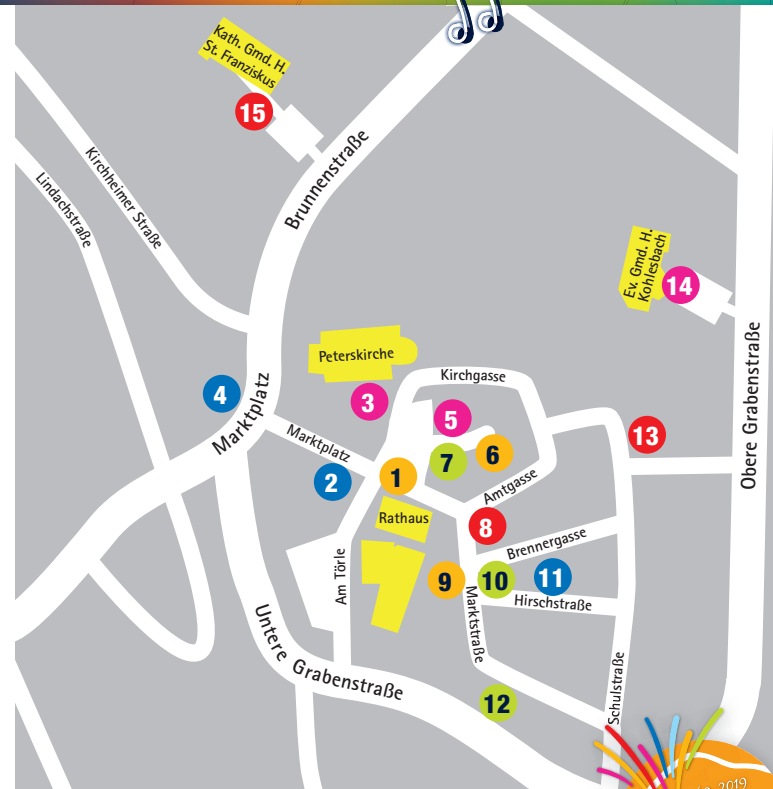 Kath. Gmd. H.
St. Franziskus
15
Brunnenstraße
Kirchheimer Straße
Lindachstraße
Ev. Gmd. H.
Kohlesbach
14
Obere Grabenstraße
Peterskirche
Kirchgasse
4
3
5
Marktplatz
Marktplatz
13
7
6
2
1
Amtgasse
Rathaus
8
Brennergasse
Am Törle
9
10
11
Hirschstraße
Marktstraße
Untere Grabenstraße
Schulstraße
12
2019